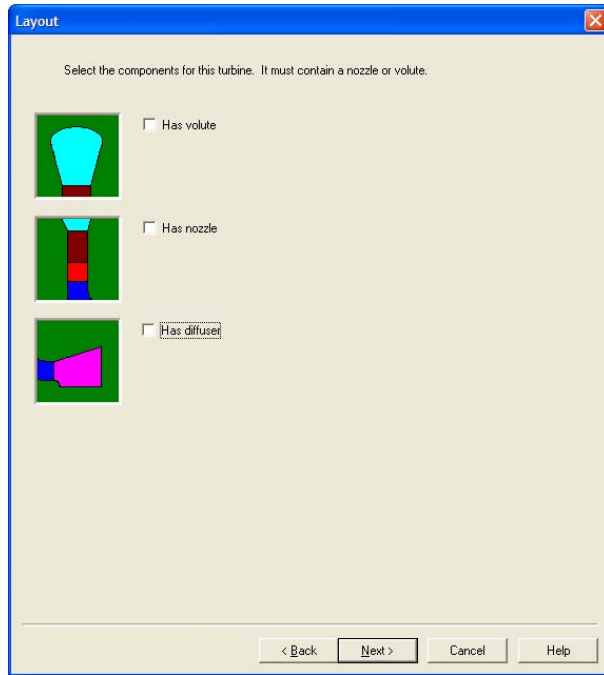 Layout
Select the components for this turbine. It must contain a nozzle or volute.
Has volute
Has nozzle
Has diffuser
< Back
Next >
Cancel
Help